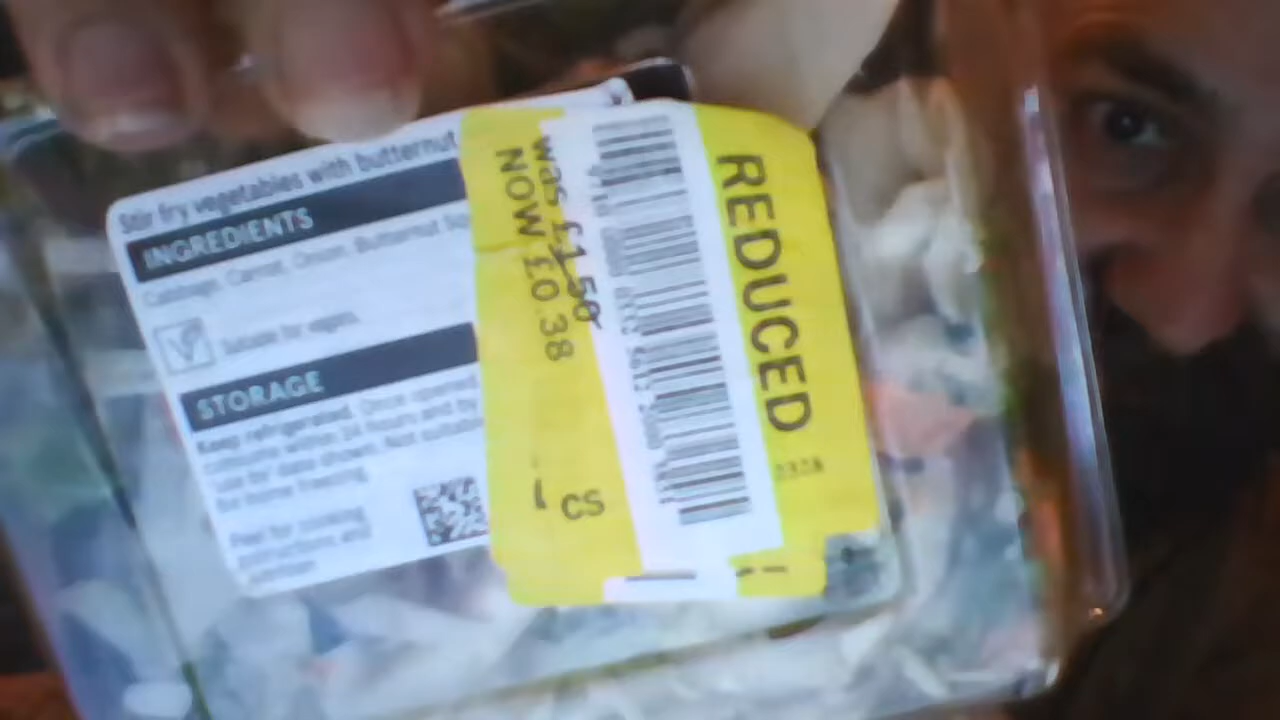 Stir fry vegetables with butternut
INGREDIENTS
Cabbage, Carrot, Onion, Butternut
Suitable for vegans.
STORAGE
Keep refrigerated. Once opened
consume within 24 hours and by
'use by' date shown. Not suitable
for home freezing.
Peel for cooking
instructions and
REDUCED
was £1.50
NOW £0.38
CS